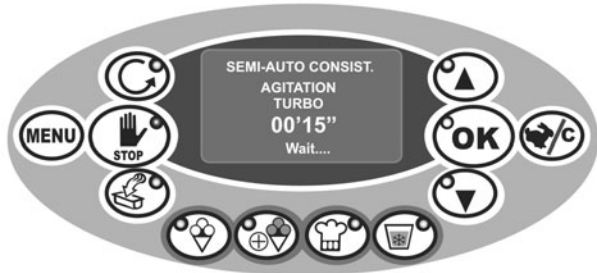 SEMI-AUTO CONSIST.
AGITATION
TURBO
00'15"
Wait....
MENU
STOP
OK
/C